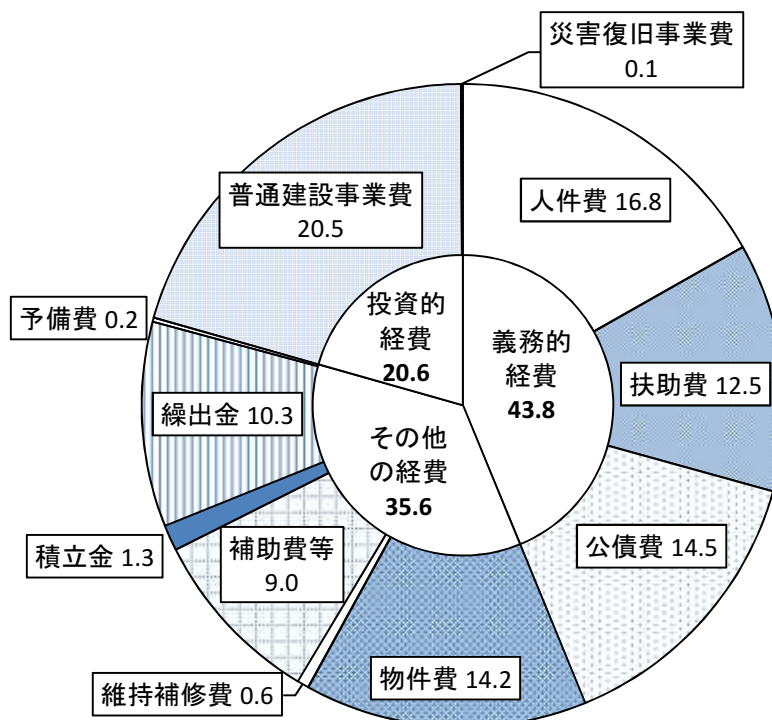 災害復旧事業費
0.1
人件費 16.8
扶助費 12.5
公債費 14.5
物件費 14.2
維持補修費 0.6
補助費等
9.0
積立金 1.3
繰出金 10.3
予備費 0.2
普通建設事業費
20.5
投資的
経費
20.6
義務的
経費
43.8
その他
の経費
35.6